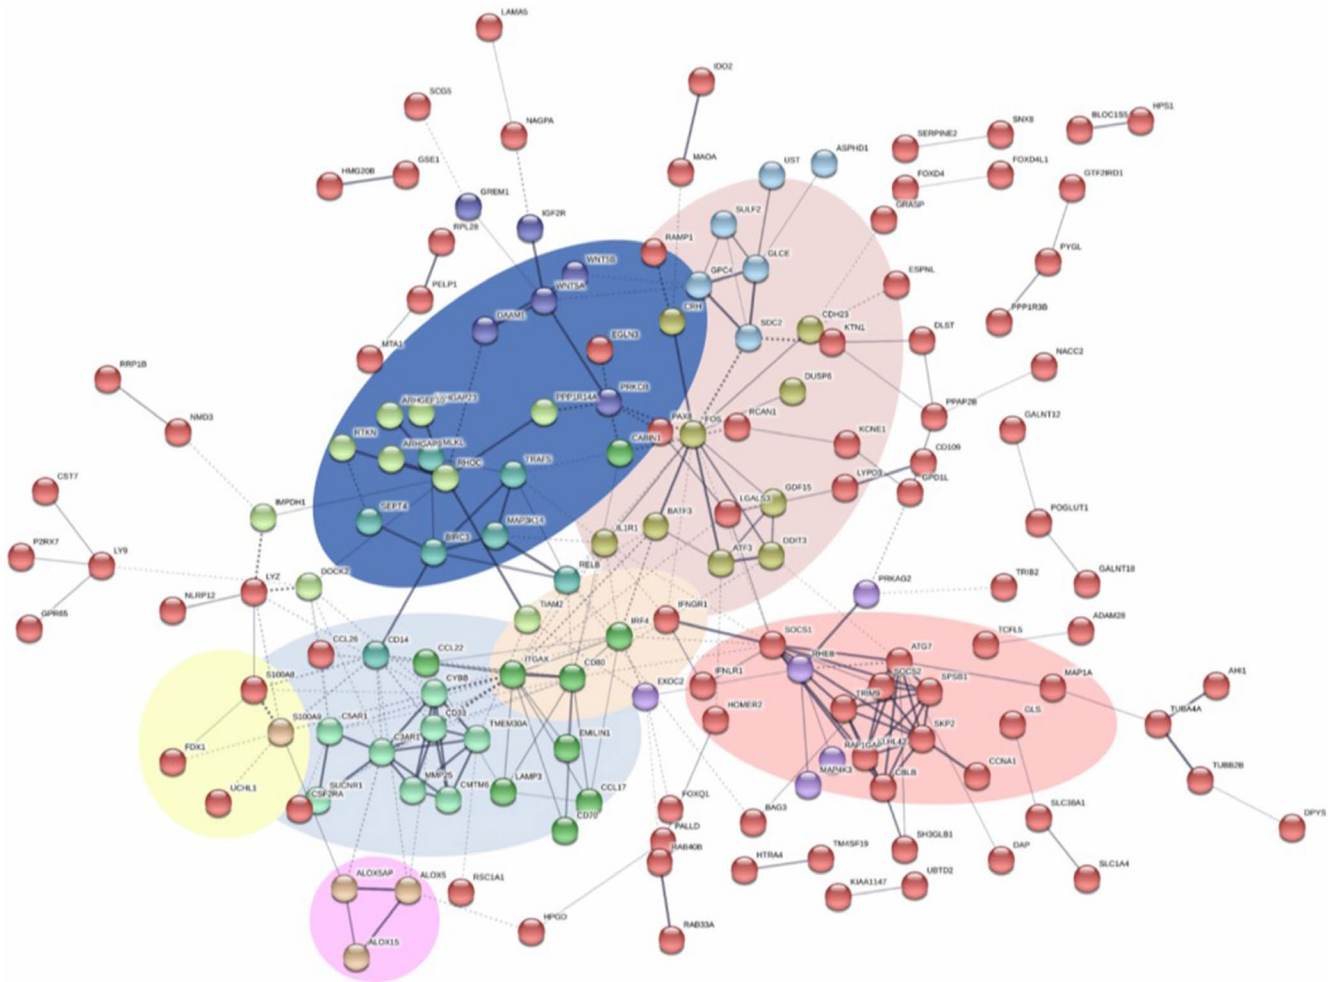 LAMA5
IDO2
SCG5
NAGPA
SERPINE2
SNX8
BLOC1S5
HPS1
MAOA
UST
ASPHD1
HMG20B
GSE1
FOXD4
FOXD4L1
GTF2IRD1
GREM1
IGF2R
SULF2
GRASP
RPL28
RAMP1
GLCE
PYGL
WNT5B
GPC4
ESPNL
PELP1
WNT5A
CRH
CDH23
PPP1R3B
DAAM1
SDC2
KTN1
DLST
MTA1
EGLN3
NACC2
RRP1B
DUSP6
PPP1R14A
PRKCB
PPAP2B
NMD3
PAX8
FOS
RCAN1
GALNT12
RTKN
ARHGAP9
MLKL
CABIN1
KCNE1
CD109
RHOC
TRAF5
LYPD3
GPD1L
CST7
IMPDH1
SEPT4
MAP3K14
BATF3
LGALS3
GDF15
POGLUT1
P2RX7
LY9
BIRC3
IL1R1
ATF3
DDIT3
LYZ
DOCK2
RELB
PRKAG2
TRIB2
GALNT18
NLRP12
GPR65
TIAM2
IRF4
IFNGR1
SOCS1
TCFL5
ADAM28
CCL26
CD14
CCL22
ITGAX
CD80
RHEB
ATG7
S100A8
CYBB
EXOC2
IFNLR1
SOCS2
SPSB1
MAP1A
AHI1
S100A9
C5AR1
CD33
TMEM30A
HOMER2
TRIM9
SKP2
GLS
TUBA4A
FDX1
C3AR1
EMILIN1
RAP1GAP
UCHL1
CSF2RA
SUCNR1
MMP25
CMTM6
LAMP3
CCL17
MAP4K3
CBLB
CCNA1
TUBB2B
CD70
FOXQ1
BAG3
SLC38A1
DPYS
PALLD
RAB40B
HTRA4
TM4SF19
SH3GLB1
DAP
ALOX5AP
ALOX5
RSC1A1
KIAA1147
UBTD2
SLC1A4
ALOX15
HPGD
RAB33A